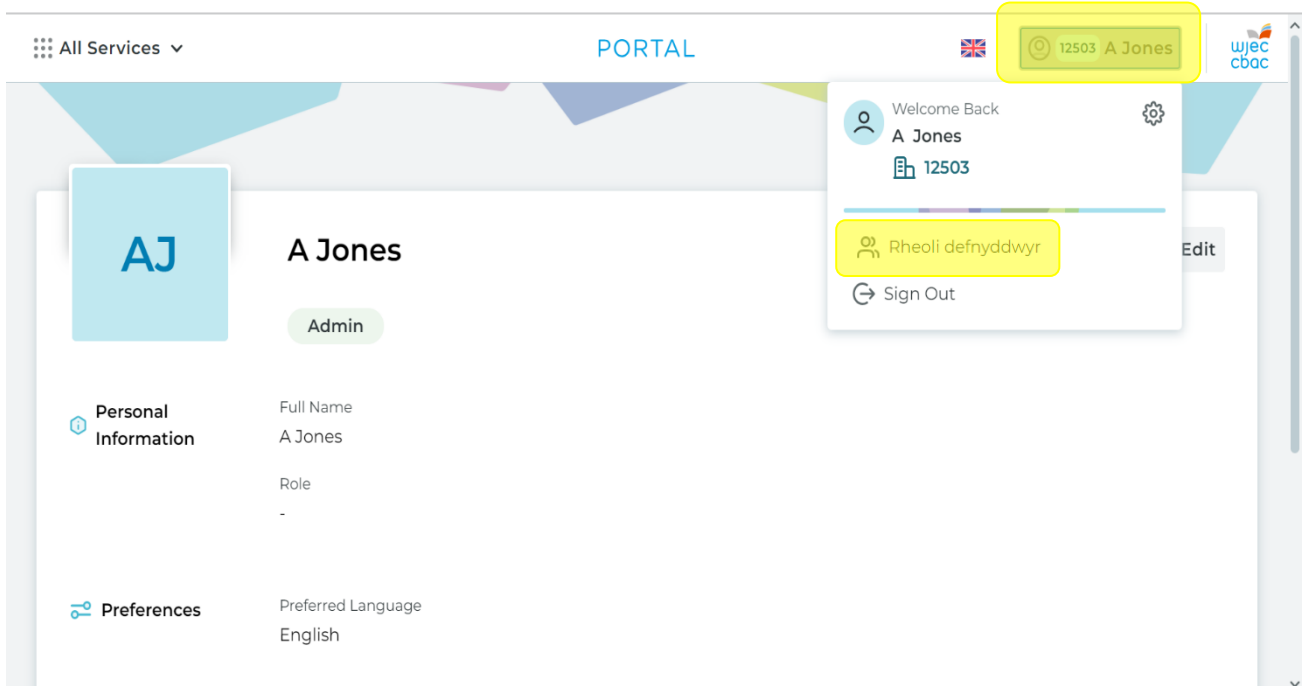 All Services
PORTAL
12503 A Jones
wjec
cbac
Welcome Back
A Jones
12503
Rheoli defnyddwyr
Sign Out
AJ
A Jones
Edit
Admin
Personal
Information
Full Name
A Jones
Role
-
Preferences
Preferred Language
English